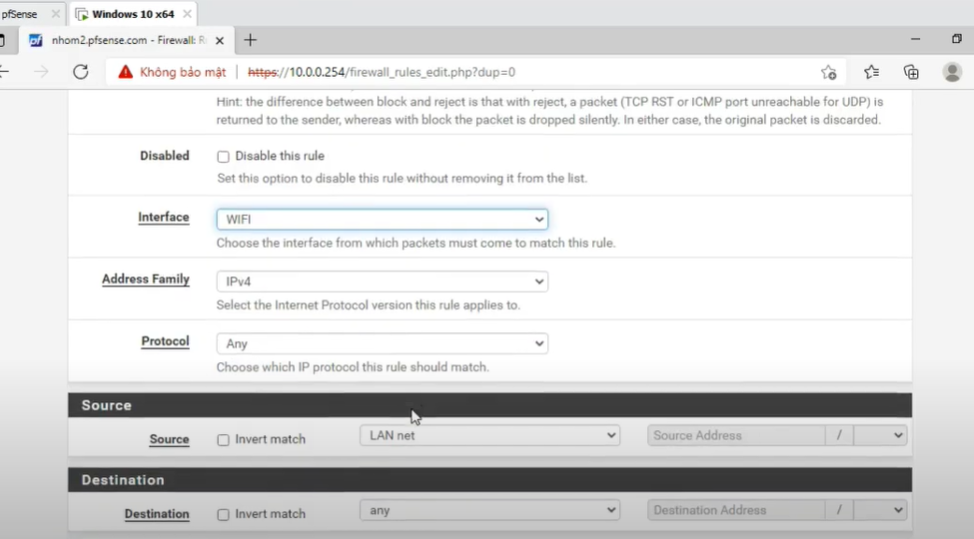 pfSense
Windows 10 x64
nhom2.pfsense.com - Firewall: Ru
Không bảo mật | https://10.0.0.254/firewall_rules_edit.php?dup=0
Hint: the difference between block and reject is that with reject, a packet (TCP RST or ICMP port unreachable for UDP) is
returned to the sender, whereas with block the packet is dropped silently. In either case, the original packet is discarded.
Disabled
Disable this rule
Set this option to disable this rule without removing it from the list.
Interface
WIFI
Choose the interface from which packets must come to match this rule.
Address Family
IPv4
Select the Internet Protocol version this rule applies to.
Protocol
Any
Choose which IP protocol this rule should match.
Source
Source
Invert match
LAN net
Source Address
/
Destination
Destination
Invert match
any
Destination Address
/